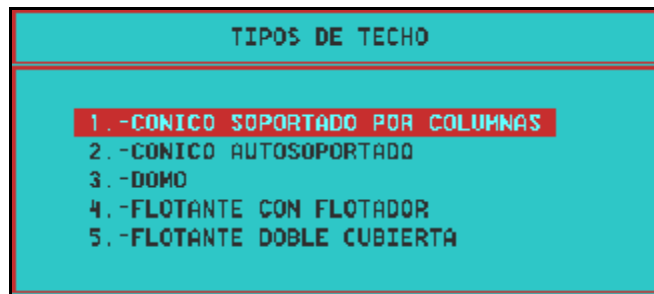 TIPOS DE TECHO
1.-CONICO SOPORTADO POR COLUMNAS
2.-CONICO AUTOSOPORTADO
3.-DOMO
4.-FLOTANTE CON FLOTADOR
5.-FLOTANTE DOBLE CUBIERTA